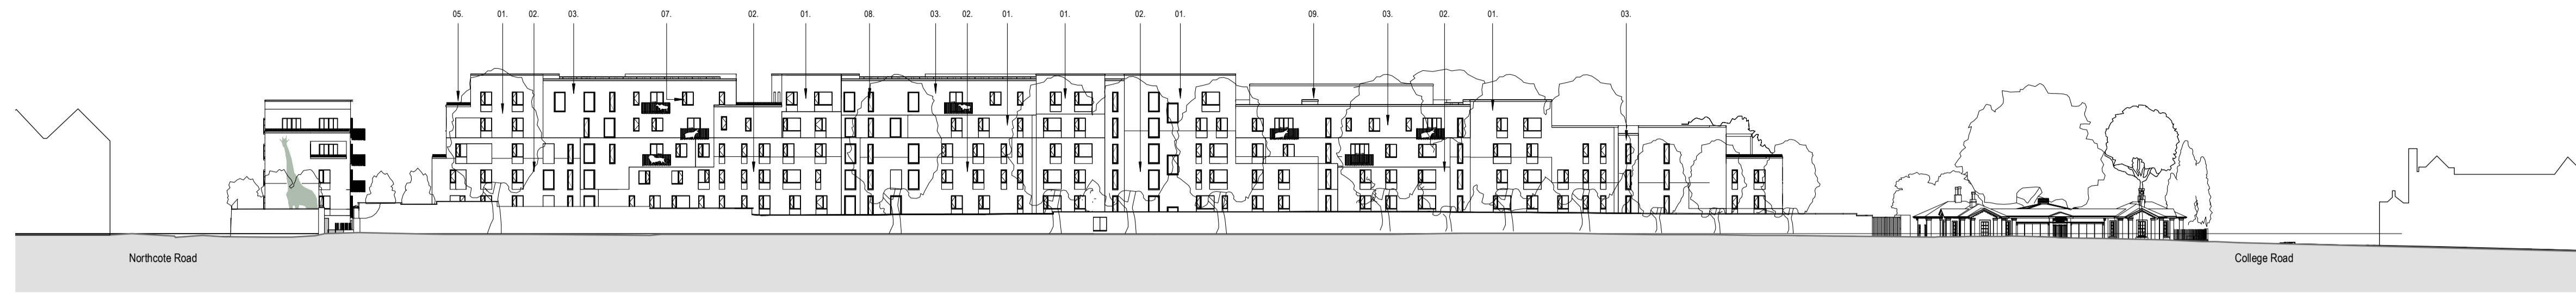 05. 01. 02. 03. 07. 02. 01. 08. 03. 02. 01. 01. 02. 01. 09. 03. 02. 01. 03.
Northcote Road College Road